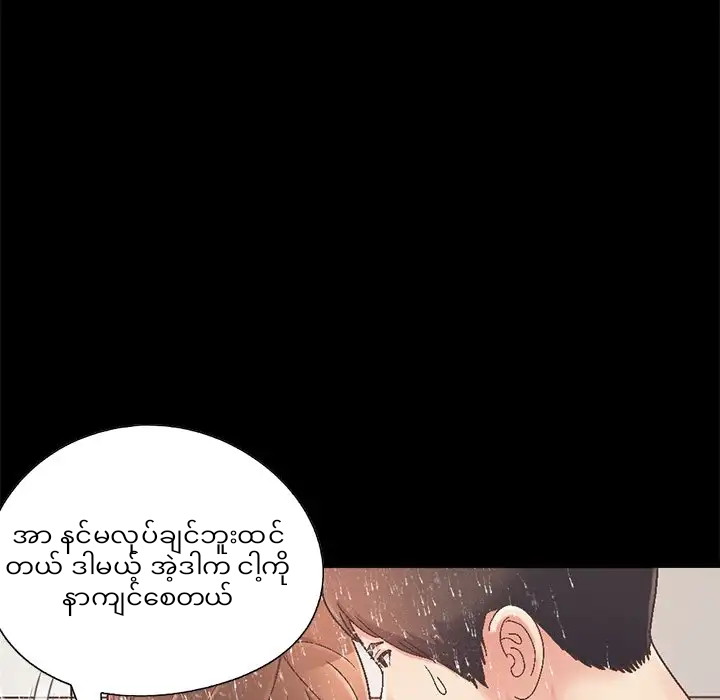 အာ နင်မလုပ်ချင်ဘူးထင်
တယ် ဒါမယ့် အဲ့ဒါက ငါ့ကို
နာကျင်စေတယ်